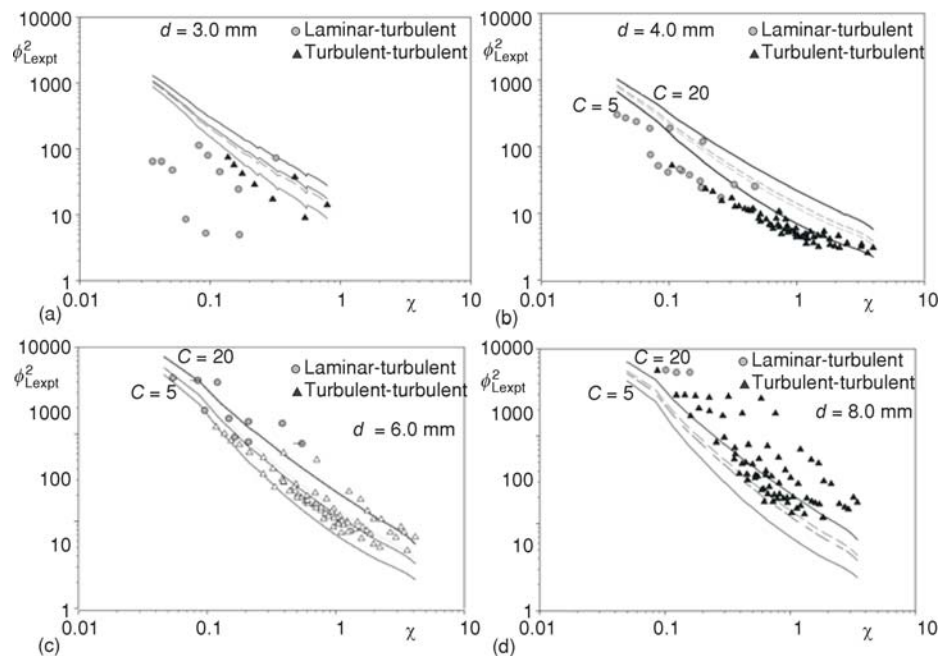 10000
ϕ²Lexpt
1000
100
10
1
0.01
0.1
1
χ
10
d = 3.0 mm
Laminar-turbulent
Turbulent-turbulent
(a)
10000
ϕ²Lexpt
1000
100
10
1
0.01
0.1
1
χ
10
d = 4.0 mm
Laminar-turbulent
Turbulent-turbulent
C = 5
C = 20
(b)
10000
ϕ²Lexpt
1000
100
10
1
0.01
0.1
1
χ
10
C = 20
C = 5
Laminar-turbulent
Turbulent-turbulent
d = 6.0 mm
(c)
10000
ϕ²Lexpt
1000
100
10
1
0.01
0.1
1
χ
10
C = 20
C = 5
Laminar-turbulent
Turbulent-turbulent
d = 8.0 mm
(d)